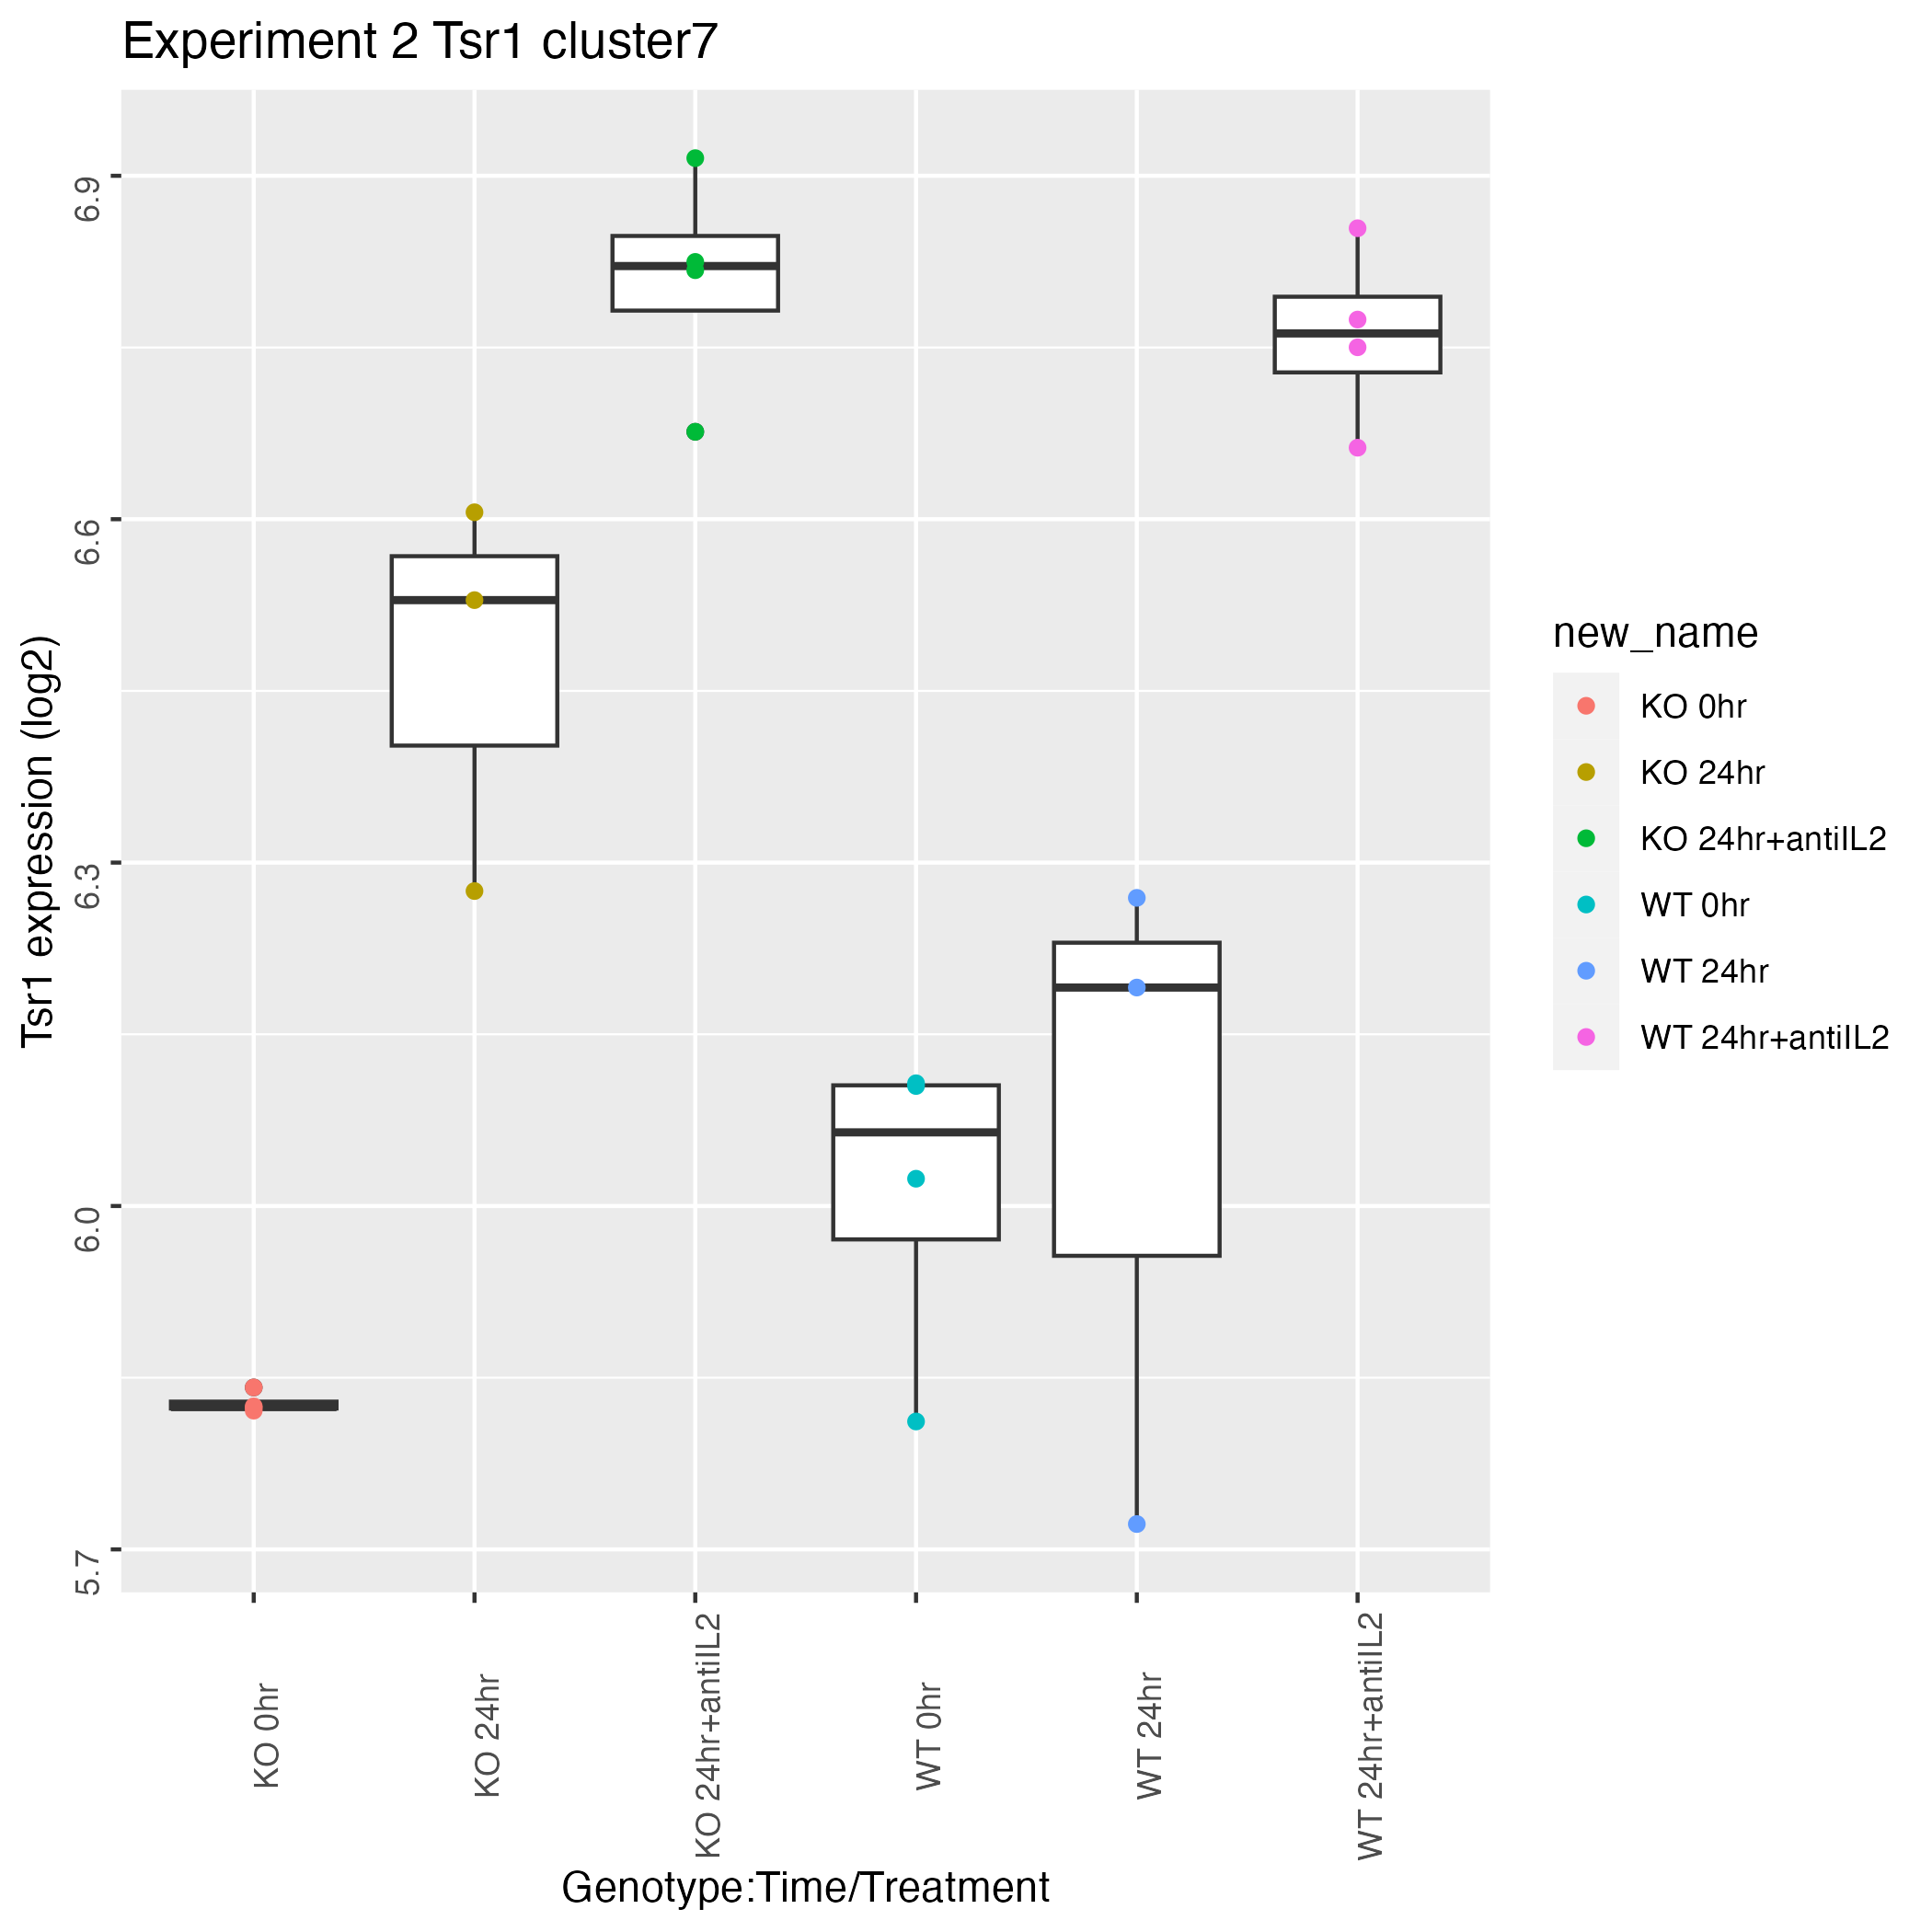 Experiment 2 Tsr1 cluster7
Tsr1 expression (log2)
6.9
6.6
6.3
6.0
5.7
KO 0hr
KO 24hr
KO 24hr+antiIL2
WT 0hr
WT 24hr
WT 24hr+antiIL2
Genotype:Time/Treatment
new_name
KO 0hr
KO 24hr
KO 24hr+antiIL2
WT 0hr
WT 24hr
WT 24hr+antiIL2